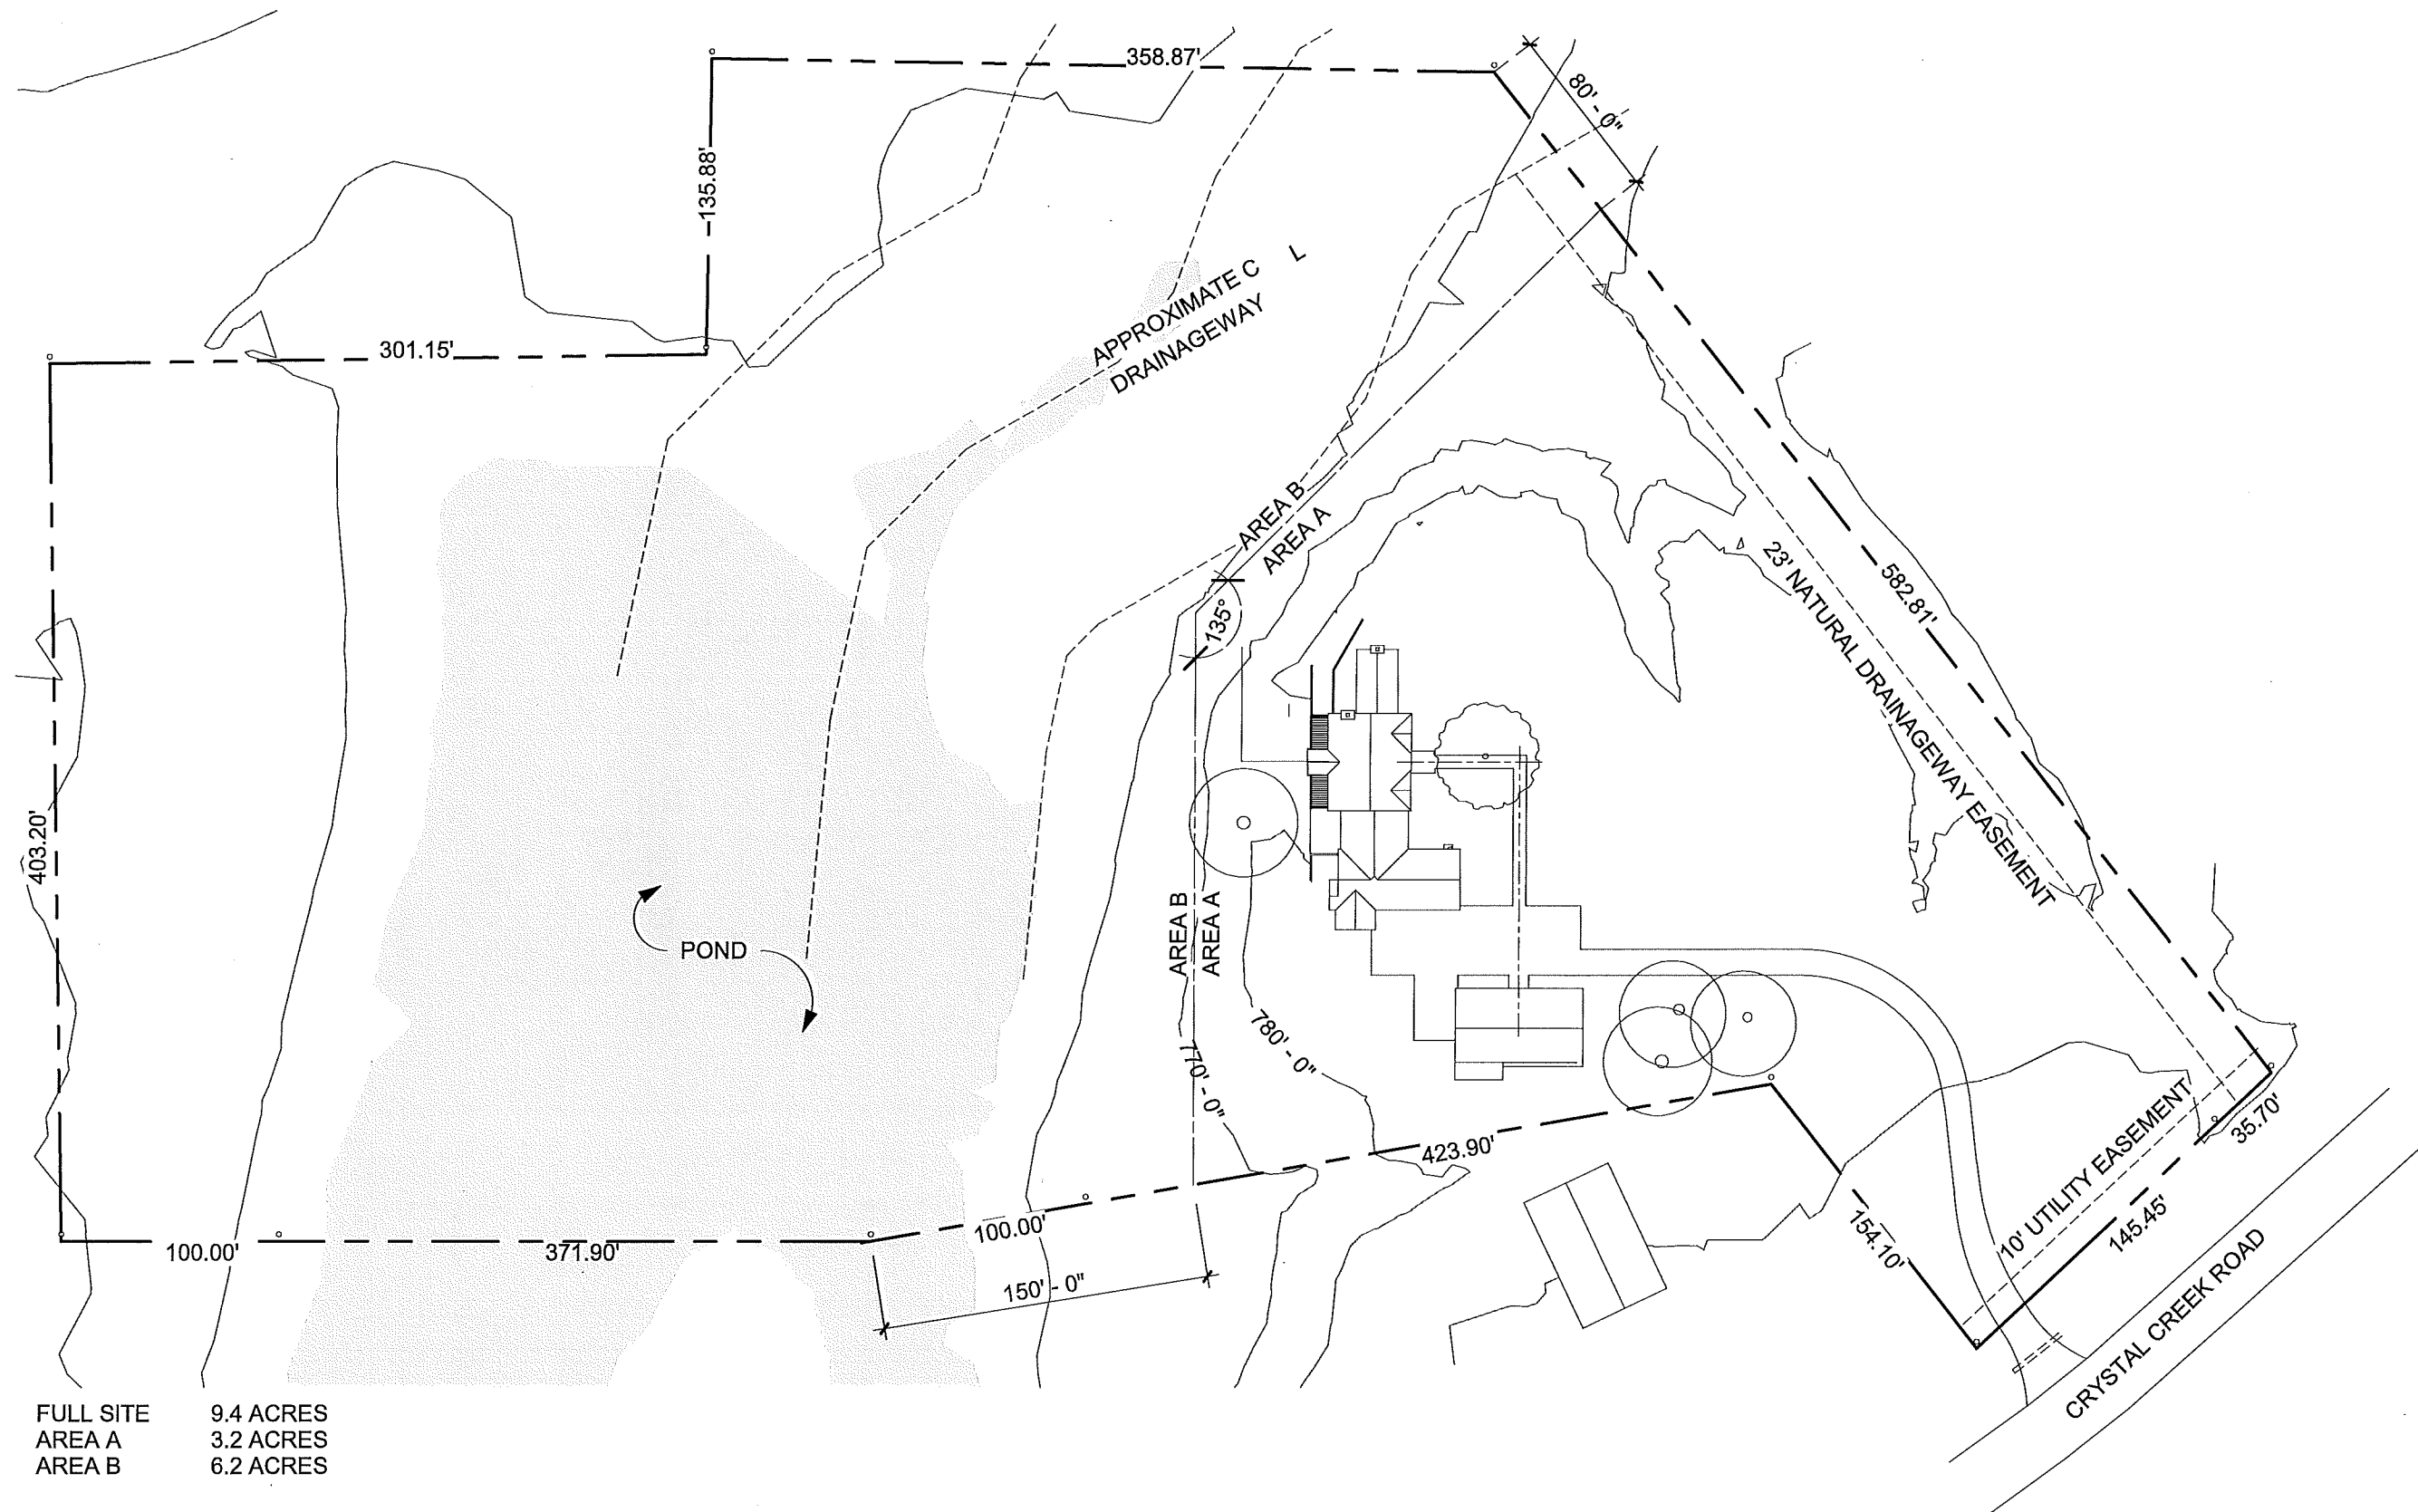 358.87'
80' - 0"
135.88'
APPROXIMATE C L
DRAINAGEWAY
301.15'
AREA B
AREA A
135°
23' NATURAL DRAINAGEWAY EASEMENT
582.81'
403.20'
POND
AREA B
AREA A
780' - 0"
770' - 0"
423.90'
35.70'
10' UTILITY EASEMENT
145.45'
154.10'
100.00'
371.90'
100.00'
150' - 0"
CRYSTAL CREEK ROAD
FULL SITE 9.4 ACRES
AREA A 3.2 ACRES
AREA B 6.2 ACRES